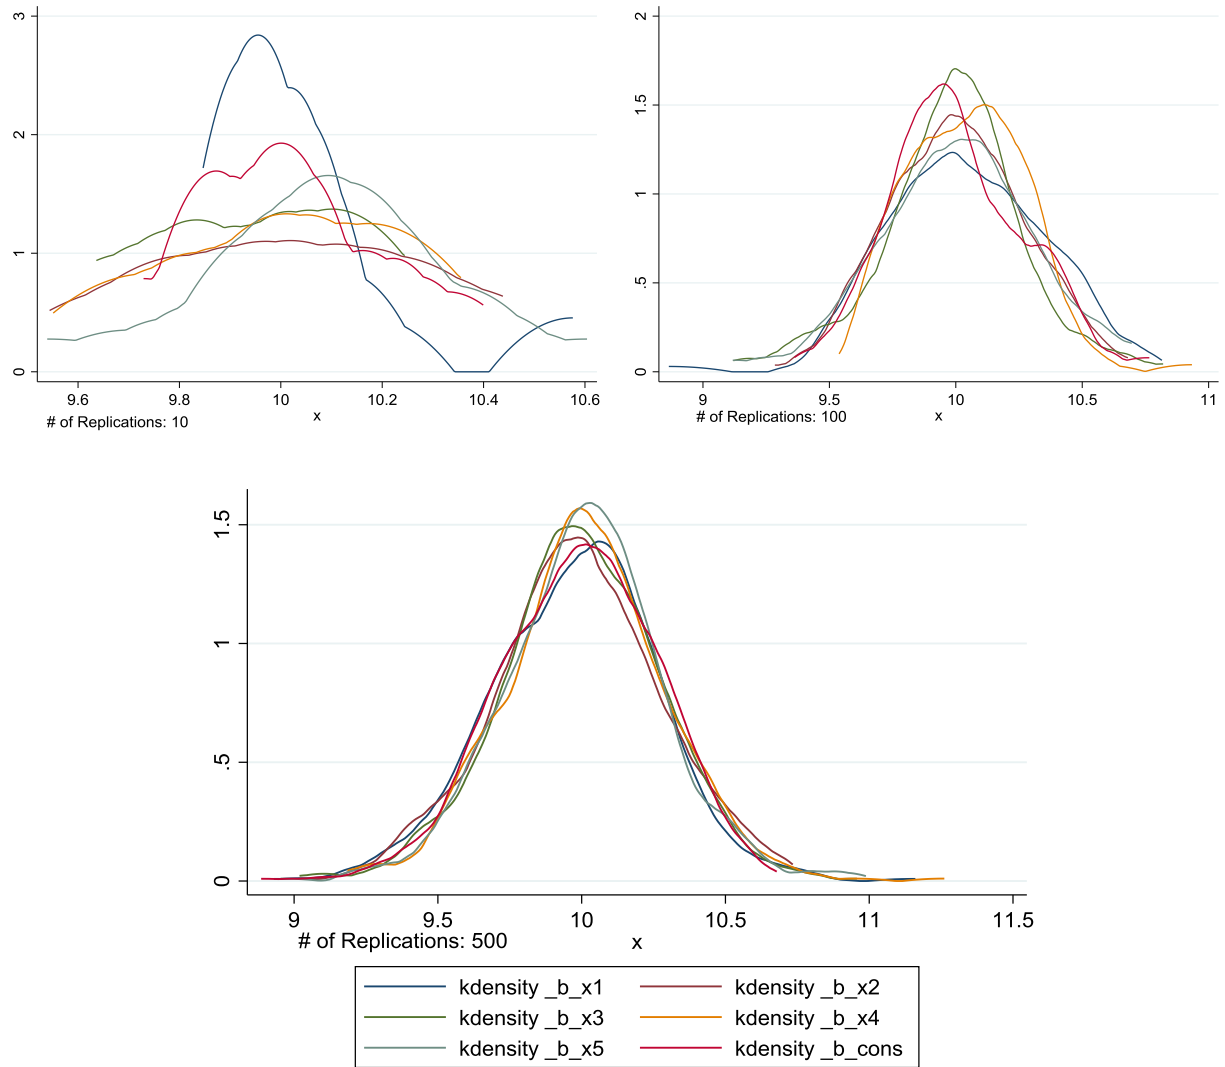 3
2
1
0
9.6 9.8 10 10.2 10.4 10.6
x
# of Replications: 10
2
1.5
1
.5
0
9 9.5 10 10.5 11
x
# of Replications: 100
1.5
1
.5
0
9 9.5 10 10.5 11 11.5
# of Replications: 500 x
kdensity _b_x1 kdensity _b_x2
kdensity _b_x3 kdensity _b_x4
kdensity _b_x5 kdensity _b_cons